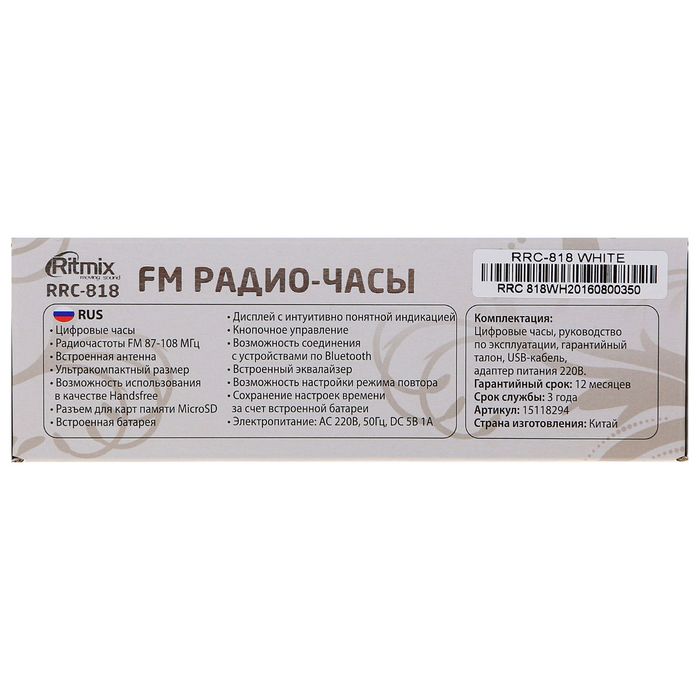 Ritmix
moving sound
RRC-818
FM РАДИО-ЧАСЫ
RRC-818 WHITE
RRC 818WH20160800350
RUS
· Цифровые часы
· Радиочастоты FM 87-108 МГц
· Встроенная антенна
· Ультракомпактный размер
· Возможность использования
в качестве Handsfree
· Разъем для карт памяти MicroSD
· Встроенная батарея
· Дисплей с интуитивно понятной индикацией
· Кнопочное управление
· Возможность соединения
с устройствами по Bluetooth
· Встроенный эквалайзер
· Возможность настройки режима повтора
· Сохранение настроек времени
за счет встроенной батареи
· Электропитание: AC 220В, 50Гц, DC 5В 1А
Комплектация:
Цифровые часы, руководство
по эксплуатации, гарантийный
талон, USB-кабель,
адаптер питания 220В.
Гарантийный срок: 12 месяцев
Срок службы: 3 года
Артикул: 15118294
Страна изготовления: Китай